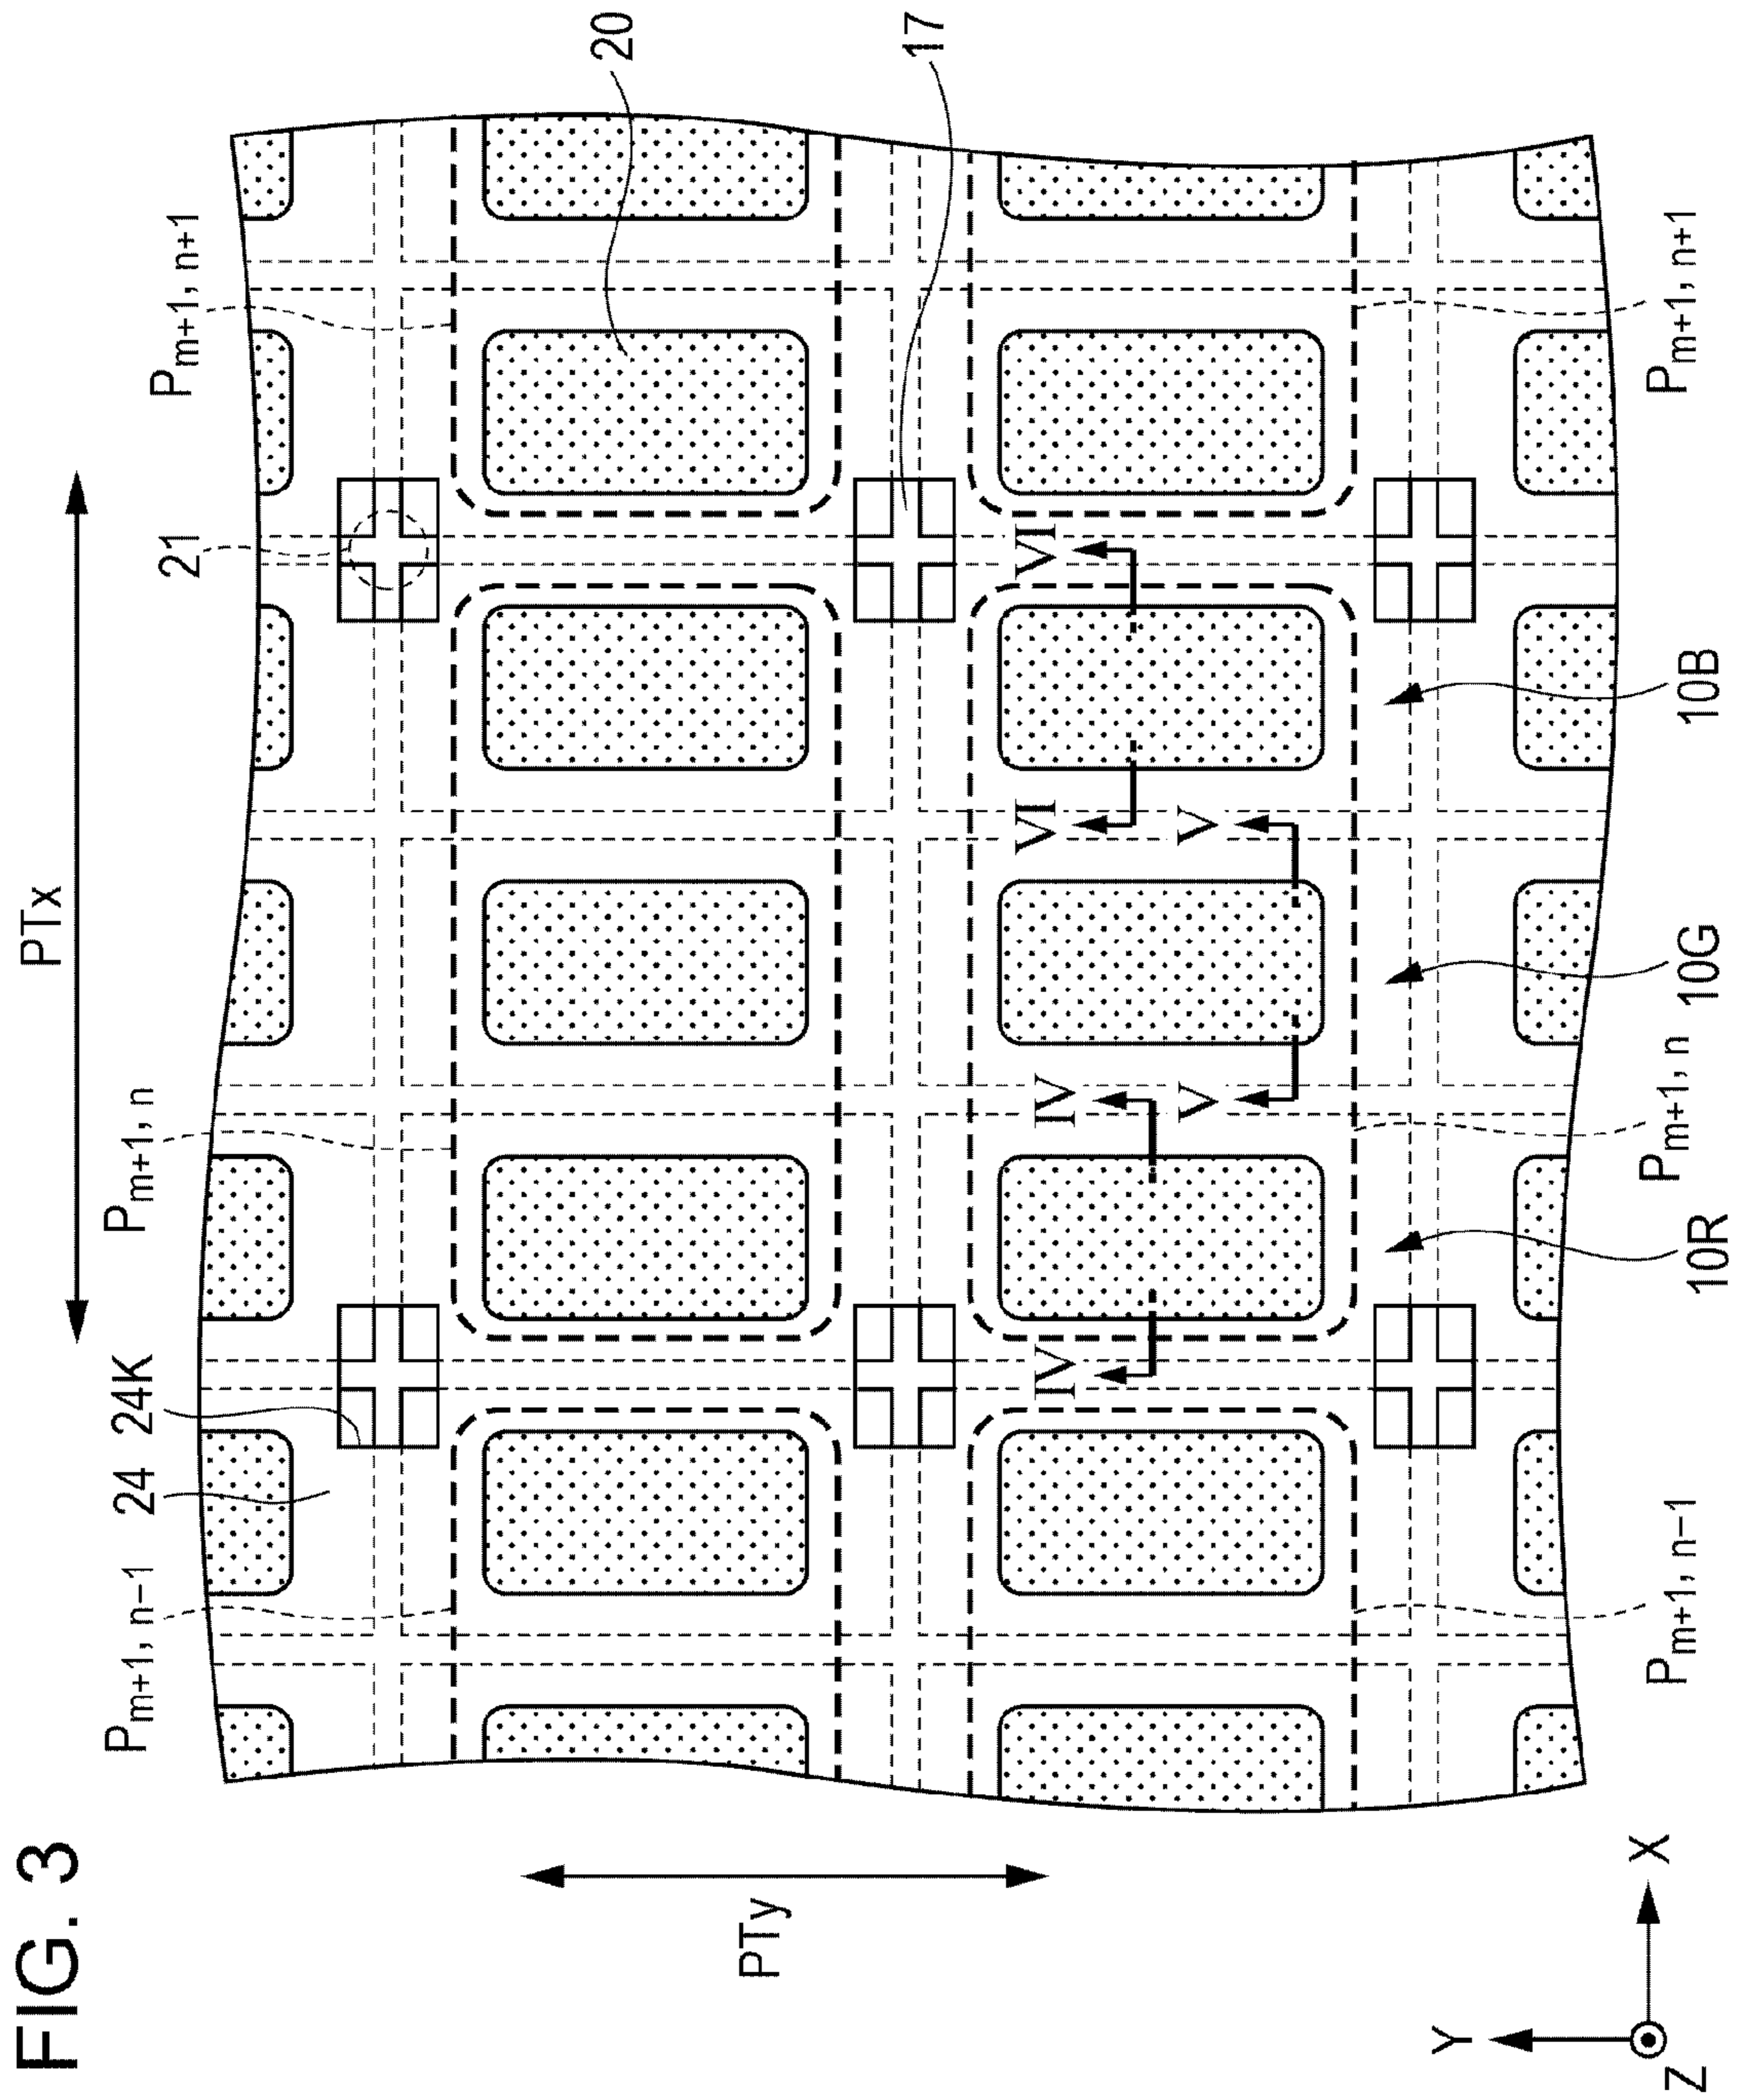 FIG. 3
PTx
Pm+1, n−1
24
24K
Pm+1, n
21
Pm+1, n+1
20
17
PTy
IV
IV
V
V
VI
VI
Pm+1, n−1
10R
Pm+1, n
10G
10B
Pm+1, n+1
Y
X
Z